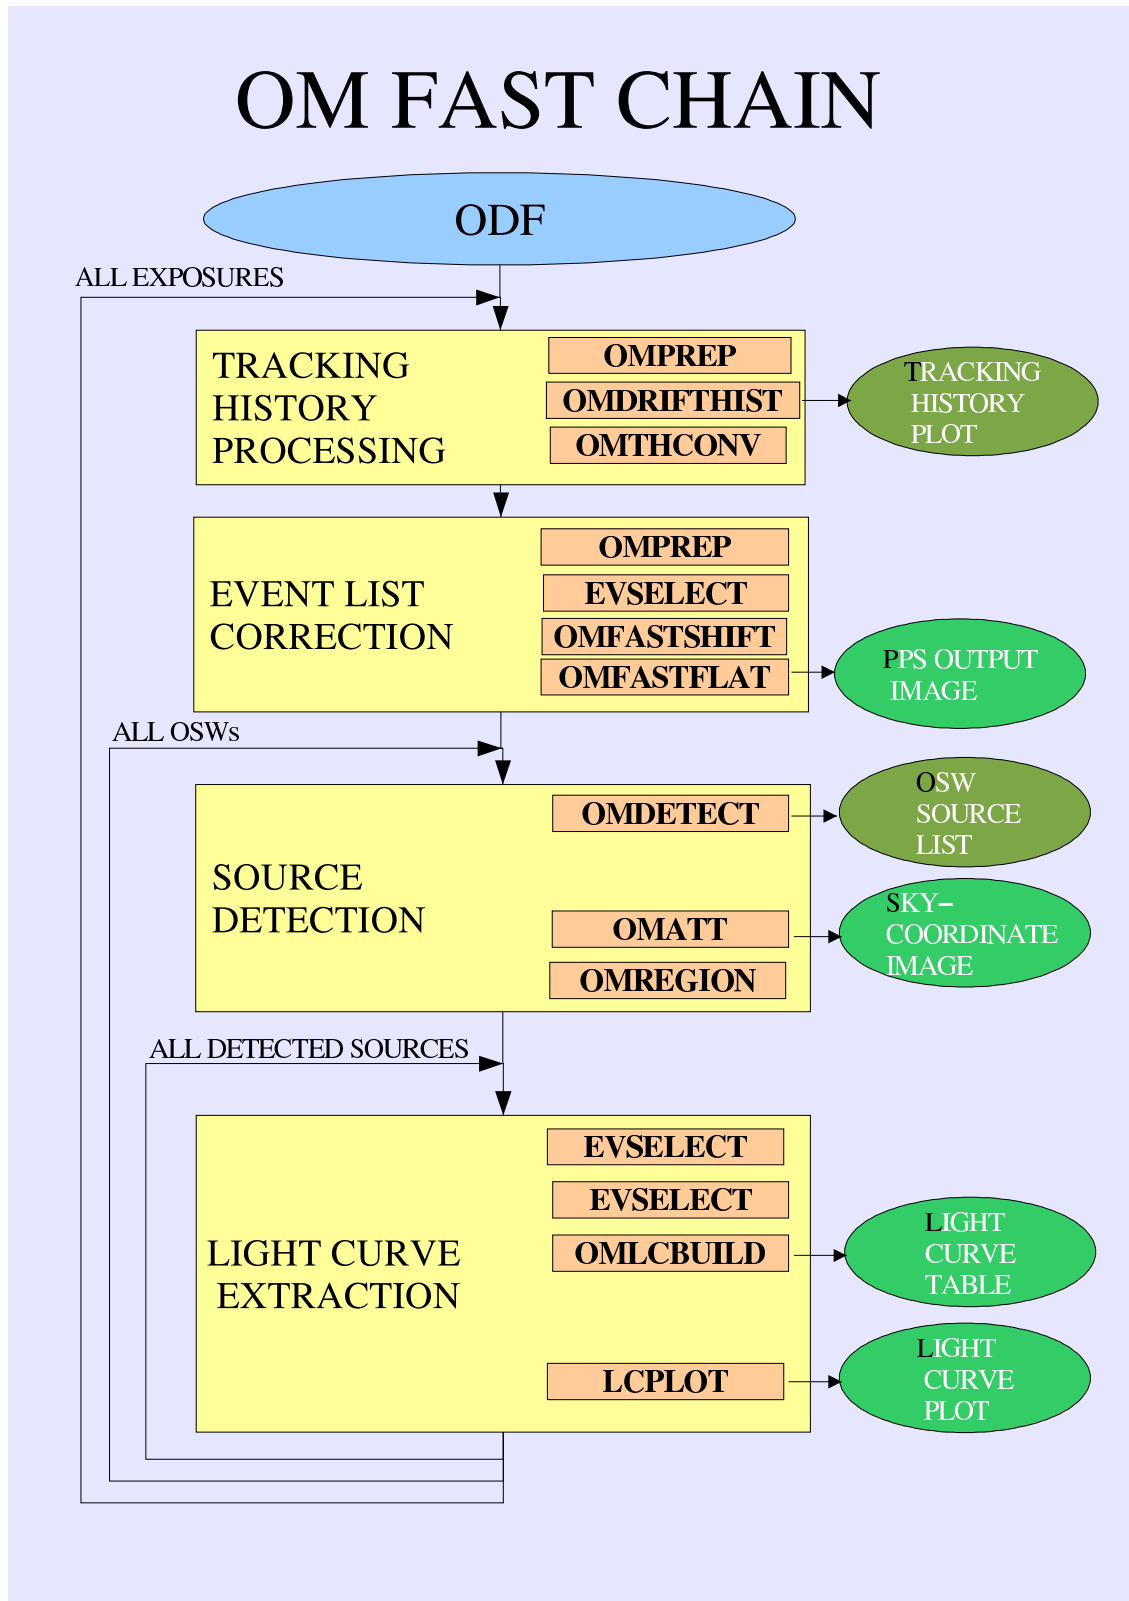 OM FAST CHAIN
ODF
ALL EXPOSURES
TRACKING
HISTORY
PROCESSING
OMPREP
OMDRIFTHIST
OMTHCONV
TRACKING
HISTORY
PLOT
EVENT LIST
CORRECTION
OMPREP
EVSELECT
OMFASTSHIFT
OMFASTFLAT
PPS OUTPUT
IMAGE
ALL OSWs
SOURCE
DETECTION
OMDETECT
OMATT
OMREGION
OSW
SOURCE
LIST
SKY–
COORDINATE
IMAGE
ALL DETECTED SOURCES
LIGHT CURVE
EXTRACTION
EVSELECT
EVSELECT
OMLCBUILD
LCPLOT
LIGHT
CURVE
TABLE
LIGHT
CURVE
PLOT